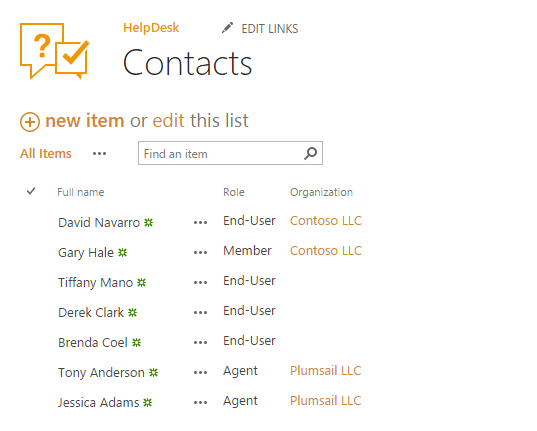 HelpDesk EDIT LINKS
Contacts
new item or edit this list
All Items ••• Find an item
Full name Role Organization
David Navarro ••• End-User Contoso LLC
Gary Hale ••• Member Contoso LLC
Tiffany Mano ••• End-User
Derek Clark ••• End-User
Brenda Coel ••• End-User
Tony Anderson ••• Agent Plumsail LLC
Jessica Adams ••• Agent Plumsail LLC